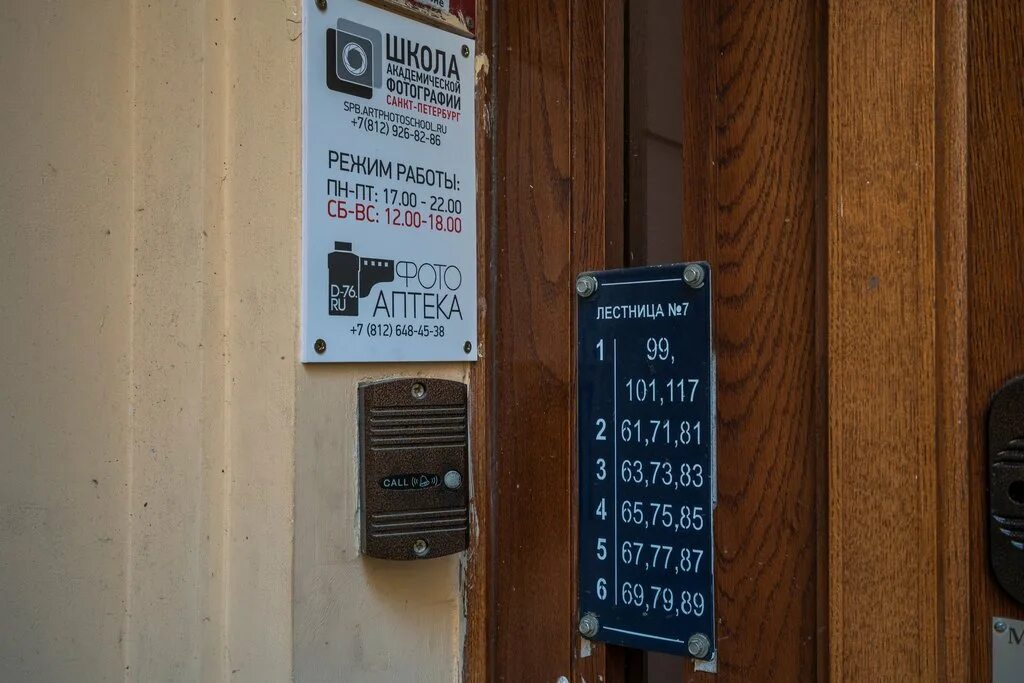 ШКОЛА
АКАДЕМИЧЕСКОЙ
ФОТОГРАФИИ
САНКТ-ПЕТЕРБУРГ
SPB.ARTPHOTOSCHOOL.RU
+7(812) 926-82-86
РЕЖИМ РАБОТЫ:
ПН-ПТ: 17.00 - 22.00
СБ-ВС: 12.00-18.00
D-76.
RU
ФОТО
АПТЕКА
+7 (812) 648-45-38
CALL
ЛЕСТНИЦА №7
1 99,
101,117
2 61,71,81
3 63,73,83
4 65,75,85
5 67,77,87
6 69,79,89